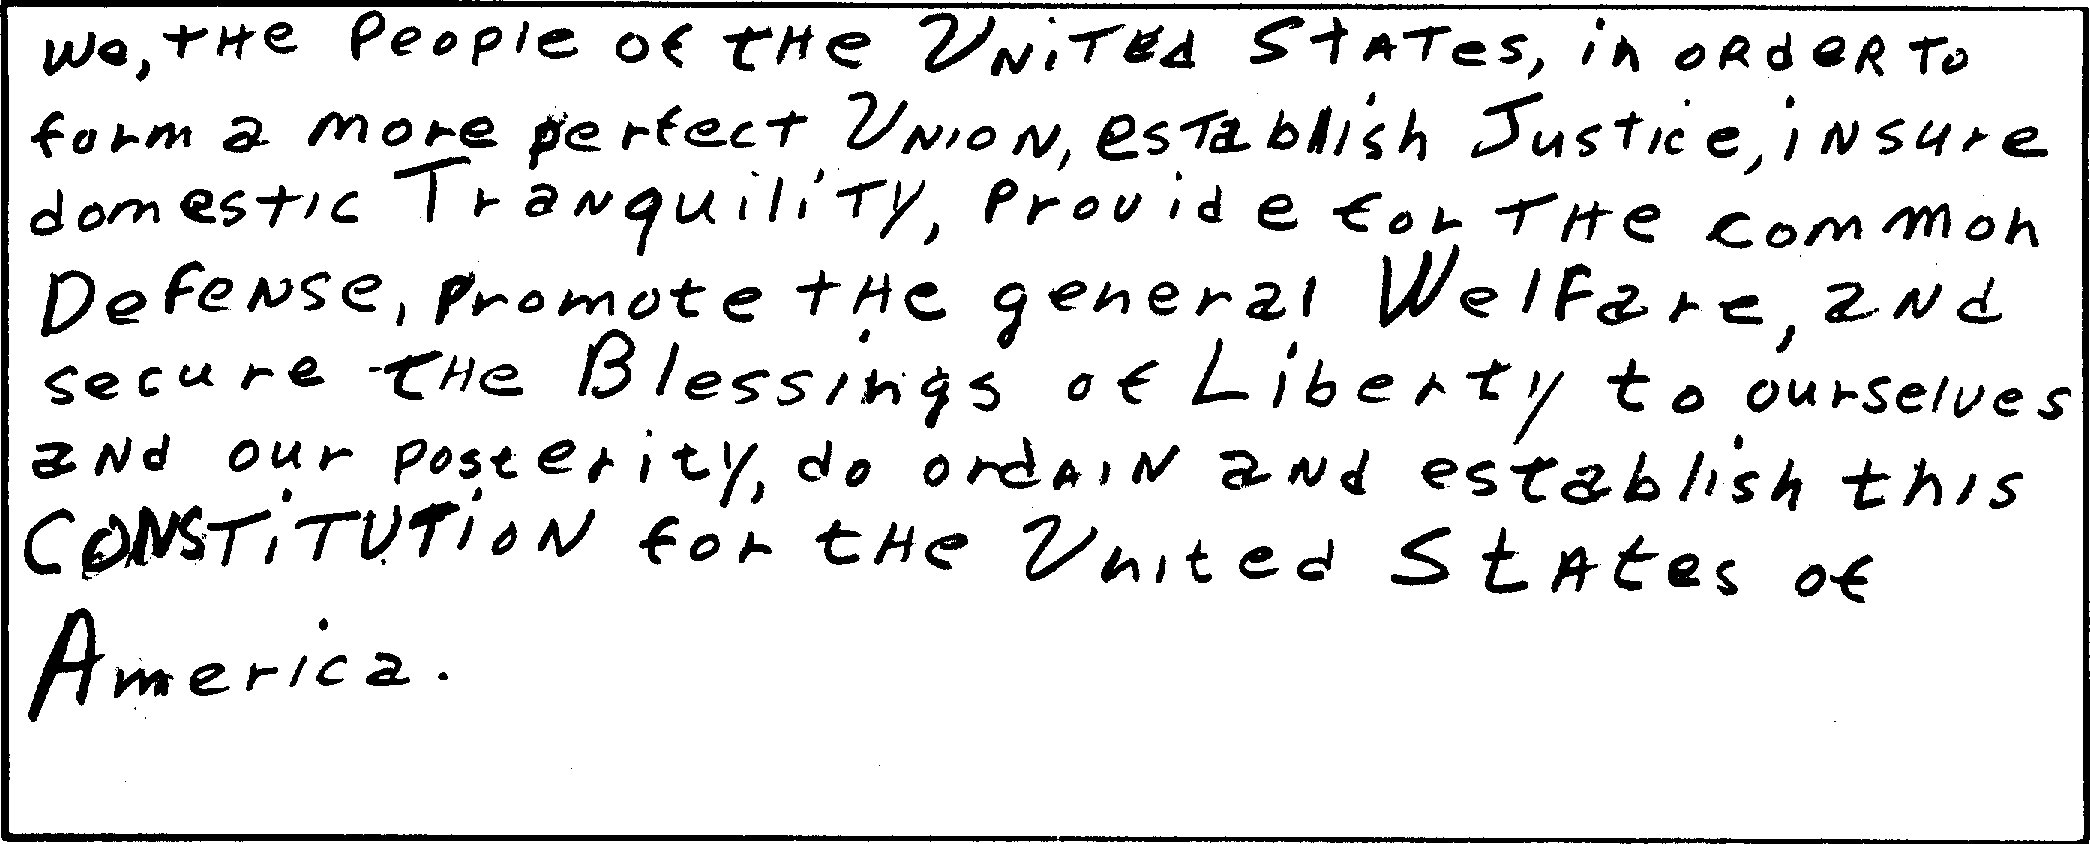 We, the People of the United States, in order to
form a more perfect Union, establish Justice, insure
domestic Tranquility, provide for the common
Defense, promote the general Welfare, and
secure the Blessings of Liberty to ourselves
and our posterity, do ordain and establish this
CONSTITUTION for the United States of
America.